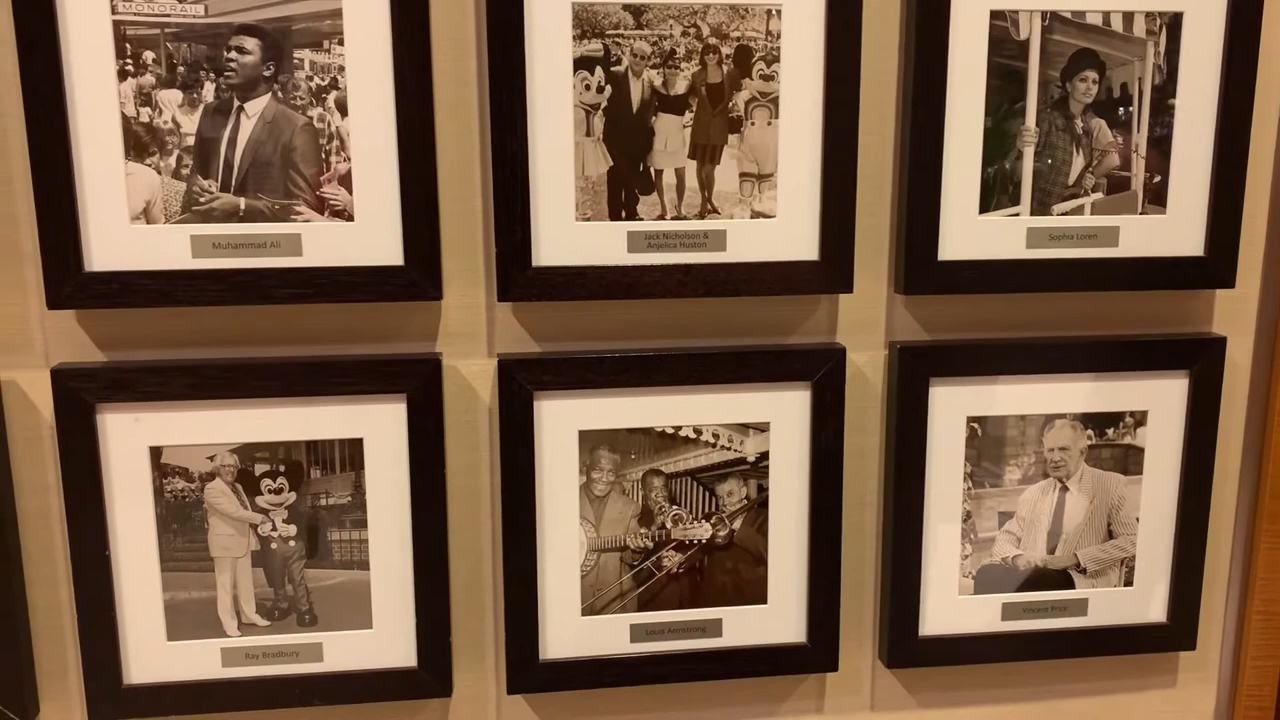 MONORAIL
Muhammad Ali
Jack Nicholson &
Anjelica Huston
Sophia Loren
Ray Bradbury
Louis Armstrong
Vincent Price